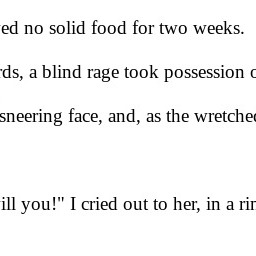 ed no solid food for two weeks.
rds, a blind rage took possession o
sneering face, and, as the wretche
ill you!" I cried out to her, in a rin